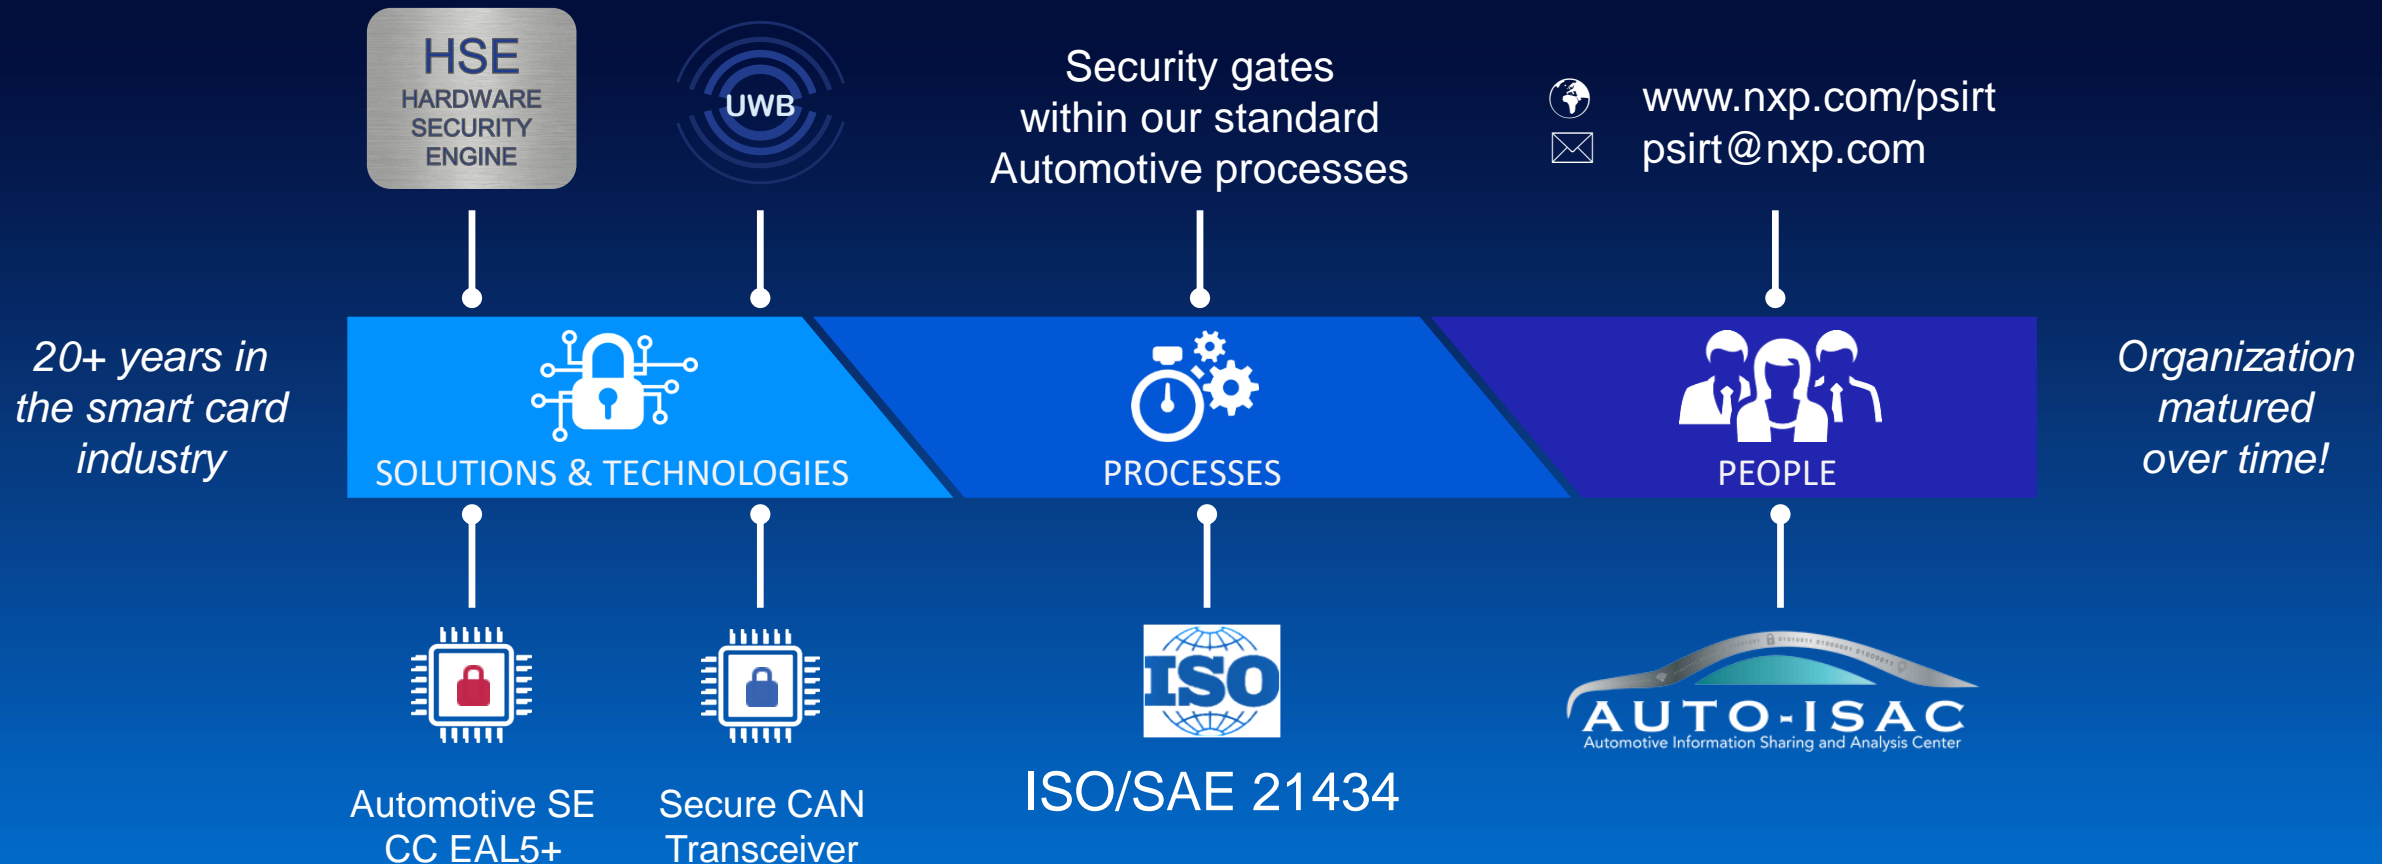 HSE
HARDWARE
SECURITY
ENGINE
UWB
Security gates
within our standard
Automotive processes
www.nxp.com/psirt
psirt@nxp.com
20+ years in
the smart card
industry
SOLUTIONS & TECHNOLOGIES
PROCESSES
PEOPLE
Organization
matured
over time!
Automotive SE
CC EAL5+
Secure CAN
Transceiver
ISO
ISO/SAE 21434
AUTO-ISAC
Automotive Information Sharing and Analysis Center